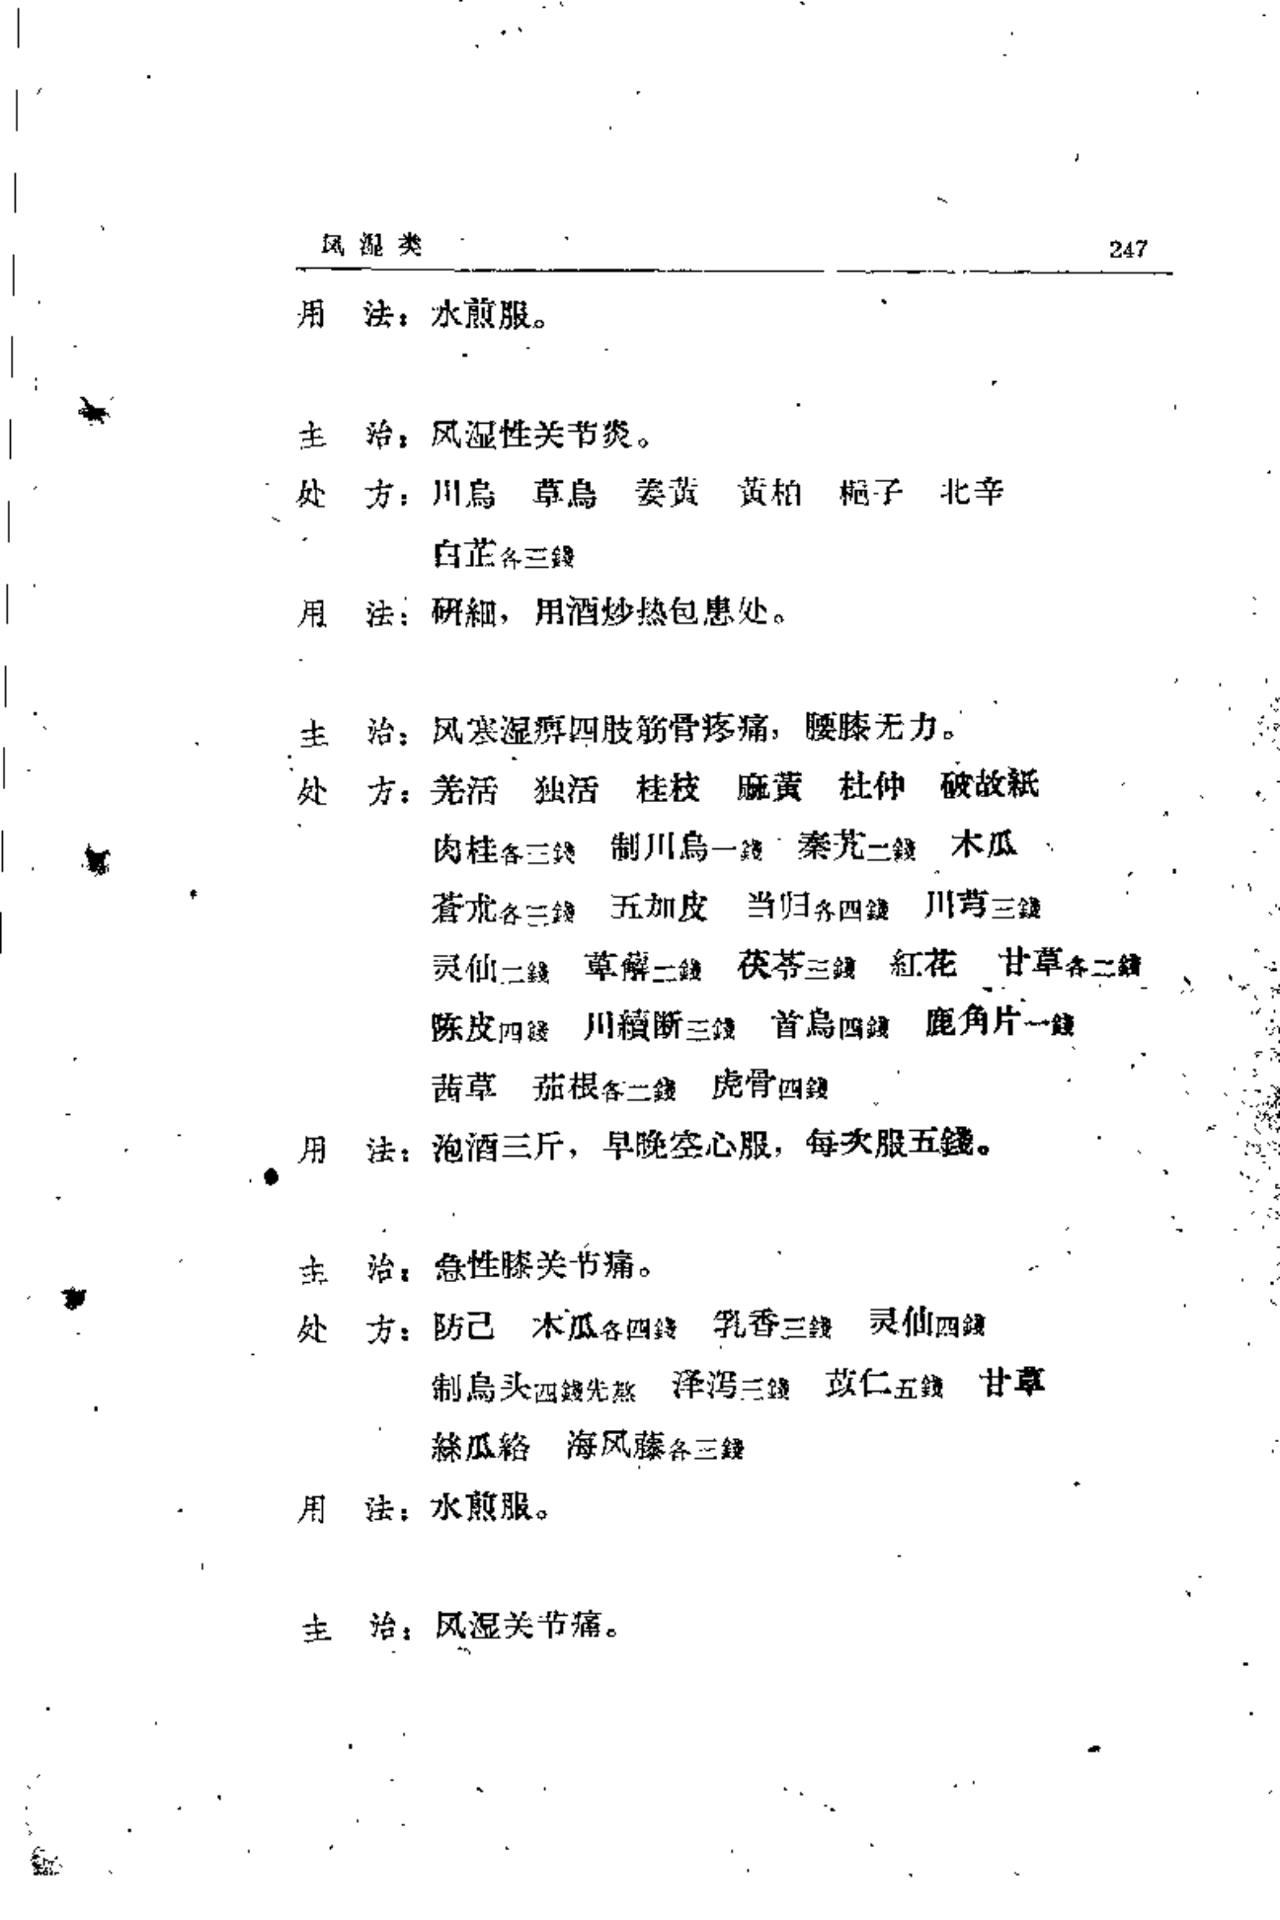 风湿类 247
用 法：水煎服。
主 治：风湿性关节炎。
处 方：川烏 草烏 姜黄 黄柏 梔子 北辛
白芷各三錢
用 法：研細，用酒炒热包患处。
主 治：风寒湿痹四肢筋骨疼痛，腰膝无力。
处 方：羌活 独活 桂枝 麻黄 杜仲 破故紙
肉桂各三錢 制川烏一錢 秦艽二錢 木瓜
蒼朮各三錢 五加皮 当归各四錢 川芎三錢
灵仙二錢 萆薢二錢 茯苓三錢 紅花 甘草各二錢
陈皮四錢 川續断三錢 首烏四錢 鹿角片一錢
茜草 茄根各二錢 虎骨四錢
用 法：泡酒三斤，早晚空心服，每次服五錢。
主 治：急性膝关节痛。
处 方：防己 木瓜各四錢 乳香三錢 灵仙四錢
制烏头四錢先熬 泽泻三錢 苡仁五錢 甘草
絲瓜絡 海风藤各三錢
用 法：水煎服。
主 治：风湿关节痛。